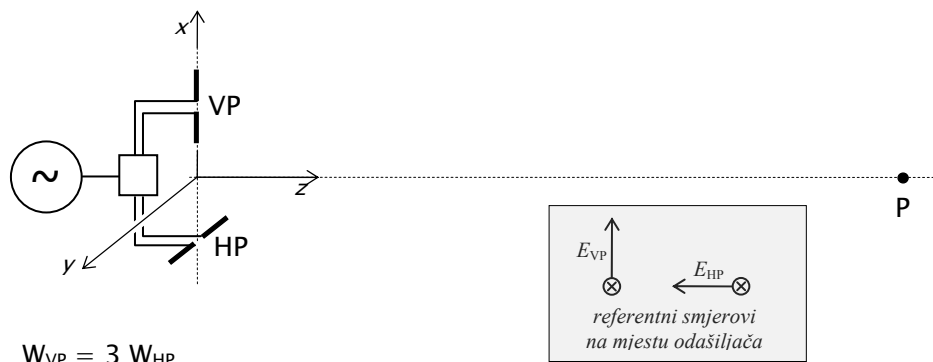 x
VP
~
z
P
HP
y
E_VP
E_HP
referentni smjerovi
na mjestu odašiljača
W_VP = 3 W_HP